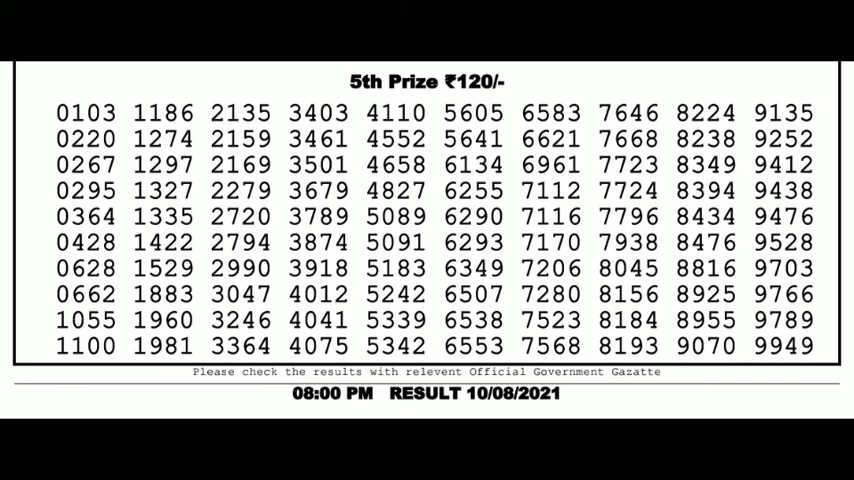 5th Prize ₹120/-
0103 1186 2135 3403 4110 5605 6583 7646 8224 9135
0220 1274 2159 3461 4552 5641 6621 7668 8238 9252
0267 1297 2169 3501 4658 6134 6961 7723 8349 9412
0295 1327 2279 3679 4827 6255 7112 7724 8394 9438
0364 1335 2720 3789 5089 6290 7116 7796 8434 9476
0428 1422 2794 3874 5091 6293 7170 7938 8476 9528
0628 1529 2990 3918 5183 6349 7206 8045 8816 9703
0662 1883 3047 4012 5242 6507 7280 8156 8925 9766
1055 1960 3246 4041 5339 6538 7523 8184 8955 9789
1100 1981 3364 4075 5342 6553 7568 8193 9070 9949
Please check the results with relevent Official Government Gazatte
08:00 PM RESULT 10/08/2021